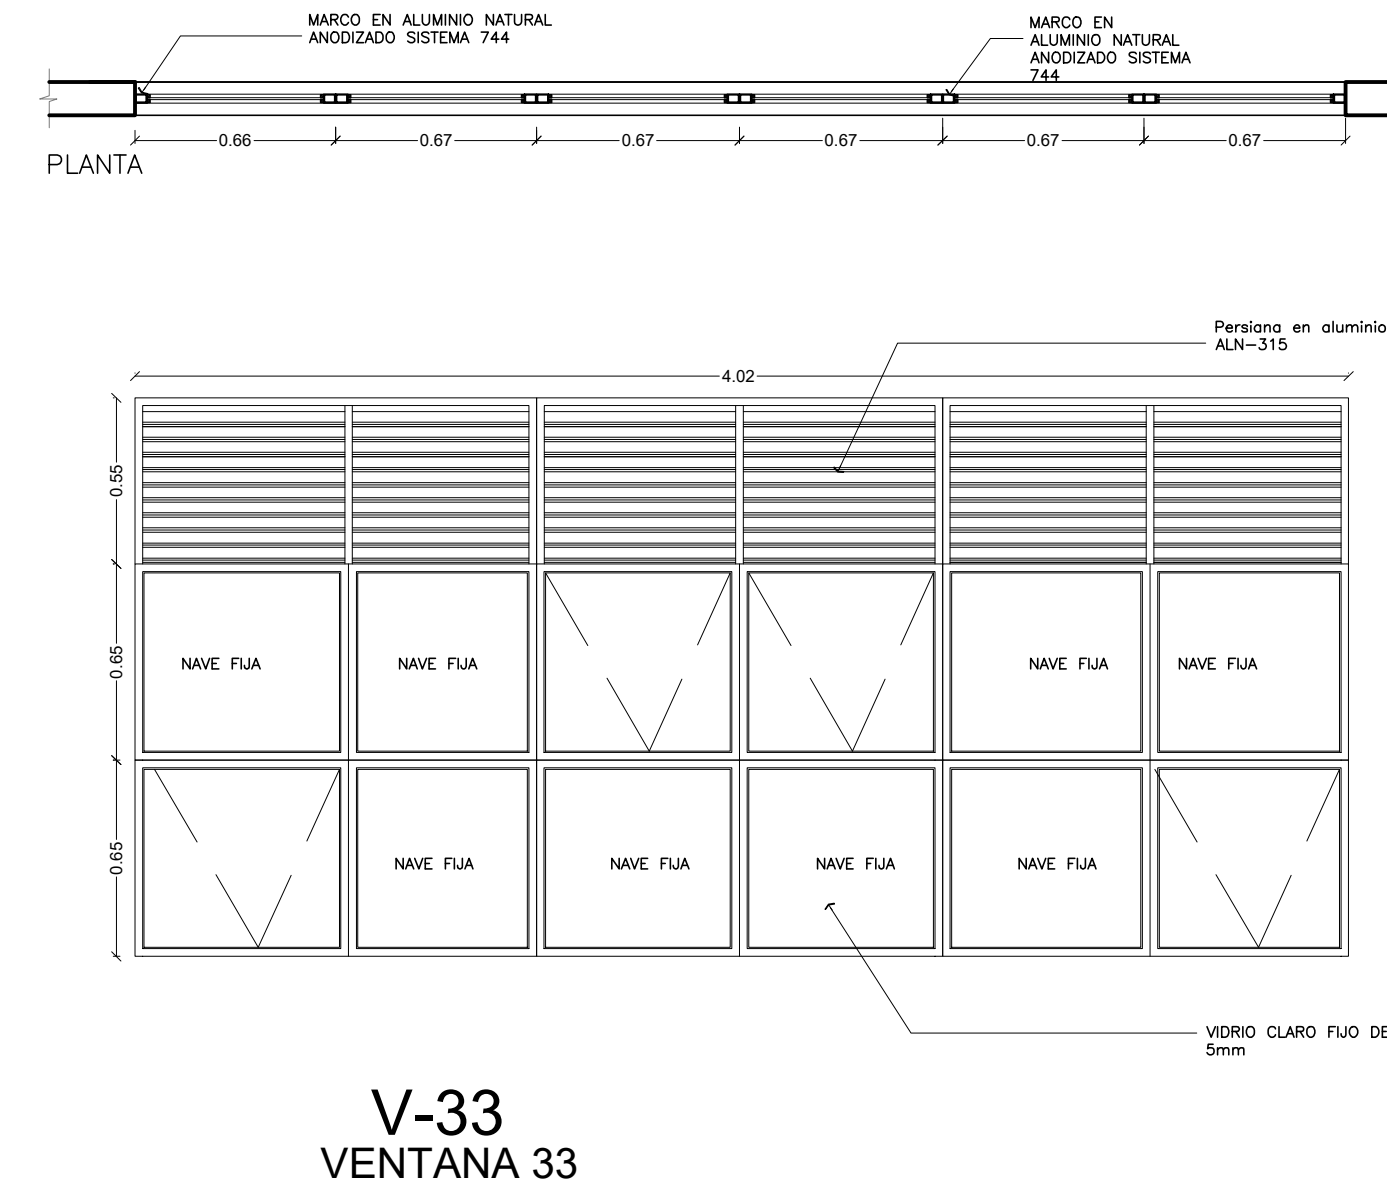 MARCO EN ALUMINIO NATURAL
ANODIZADO SISTEMA 744
MARCO EN
ALUMINIO NATURAL
ANODIZADO SISTEMA
744
0.66
0.67
0.67
0.67
0.67
0.67
PLANTA
Persiana en aluminio
ALN-315
4.02
0.55
0.65
NAVE FIJA
NAVE FIJA
NAVE FIJA
NAVE FIJA
0.65
NAVE FIJA
NAVE FIJA
NAVE FIJA
NAVE FIJA
VIDRIO CLARO FIJO DE
5mm
V-33
VENTANA 33